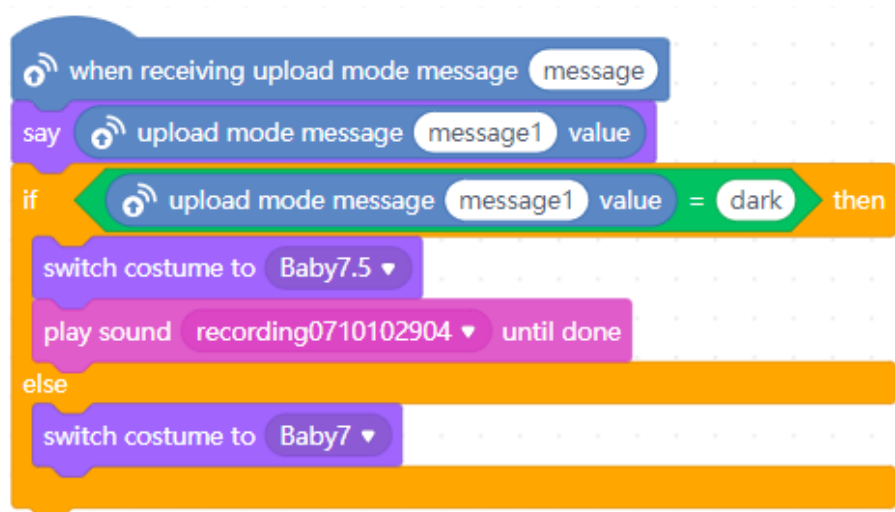 when receiving upload mode message message
say upload mode message message1 value
if upload mode message message1 value = dark then
switch costume to Baby7.5
play sound recording0710102904 until done
else
switch costume to Baby7